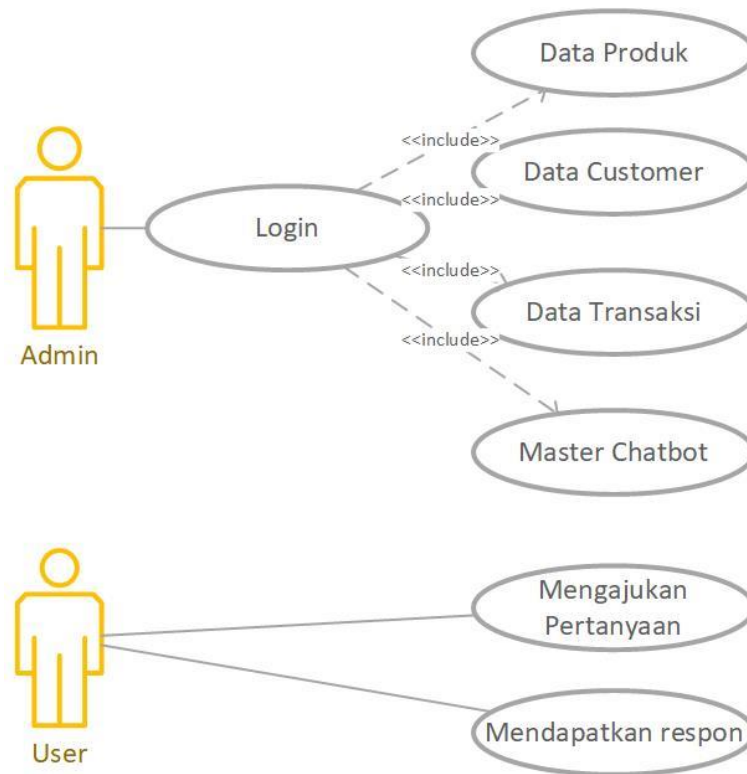 Data Produk
<<include>>
Data Customer
<<include>>
Login
<<include>>
Data Transaksi
<<include>>
Admin
Master Chatbot
Mengajukan
Pertanyaan
Mendapatkan respon
User